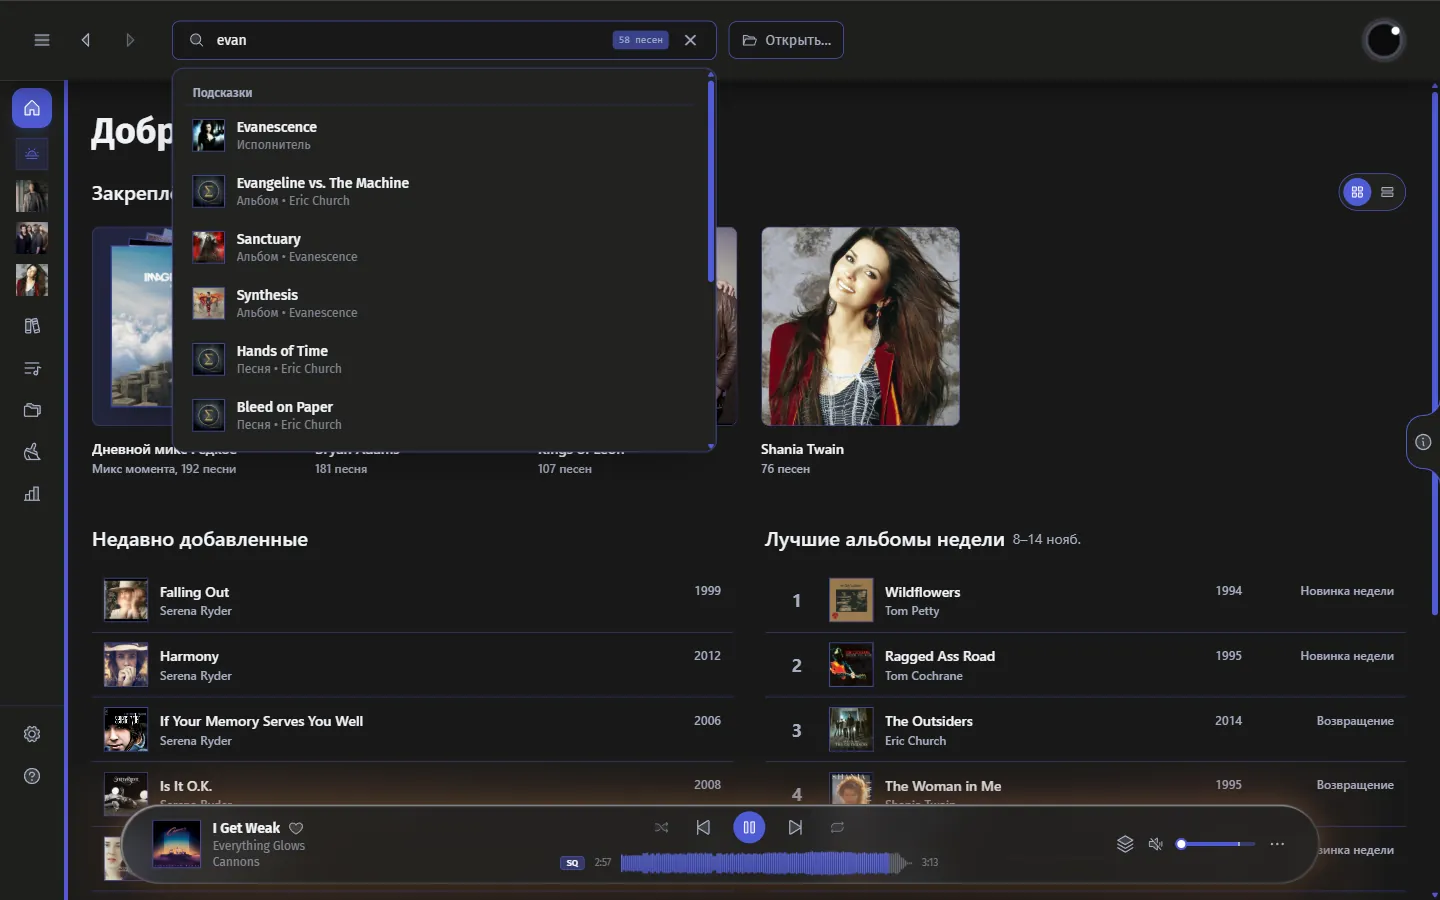 evan
58 песен
Открыть...
Подсказки
Evanescence
Исполнитель
Evangeline vs. The Machine
Альбом • Eric Church
Sanctuary
Альбом • Evanescence
Synthesis
Альбом • Evanescence
Hands of Time
Песня • Eric Church
Bleed on Paper
Песня • Eric Church
Микс момента, 192 песни
181 песня
107 песен
Shania Twain
76 песен
Недавно добавленные
Falling Out
Serena Ryder
1999
Harmony
Serena Ryder
2012
If Your Memory Serves You Well
Serena Ryder
2006
Is It O.K.
2008
Лучшие альбомы недели 8–14 нояб.
1
Wildflowers
Tom Petty
1994
Новинка недели
2
Ragged Ass Road
Tom Cochrane
1995
Новинка недели
3
The Outsiders
Eric Church
2014
Возвращение
4
The Woman in Me
Shania Twain
1995
Возвращение
недели
I Get Weak
Everything Glows
Cannons
SQ 2:57
3:13